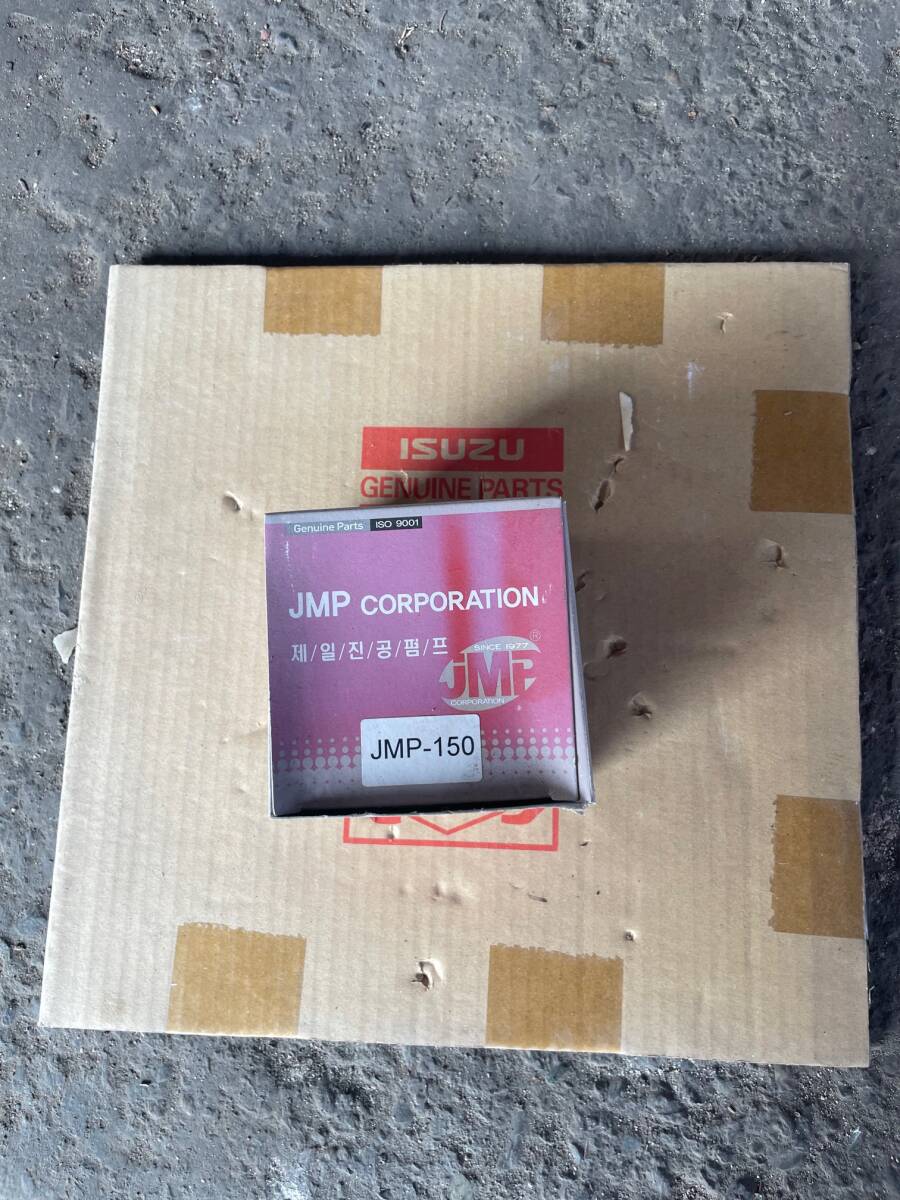 ISUZU
GENUINE PARTS
Genuine Parts ISO 9001
JMP CORPORATION
제/일/진/공/펌/프
®
SINCE 1977
JMP
CORPORATION
JMP-150